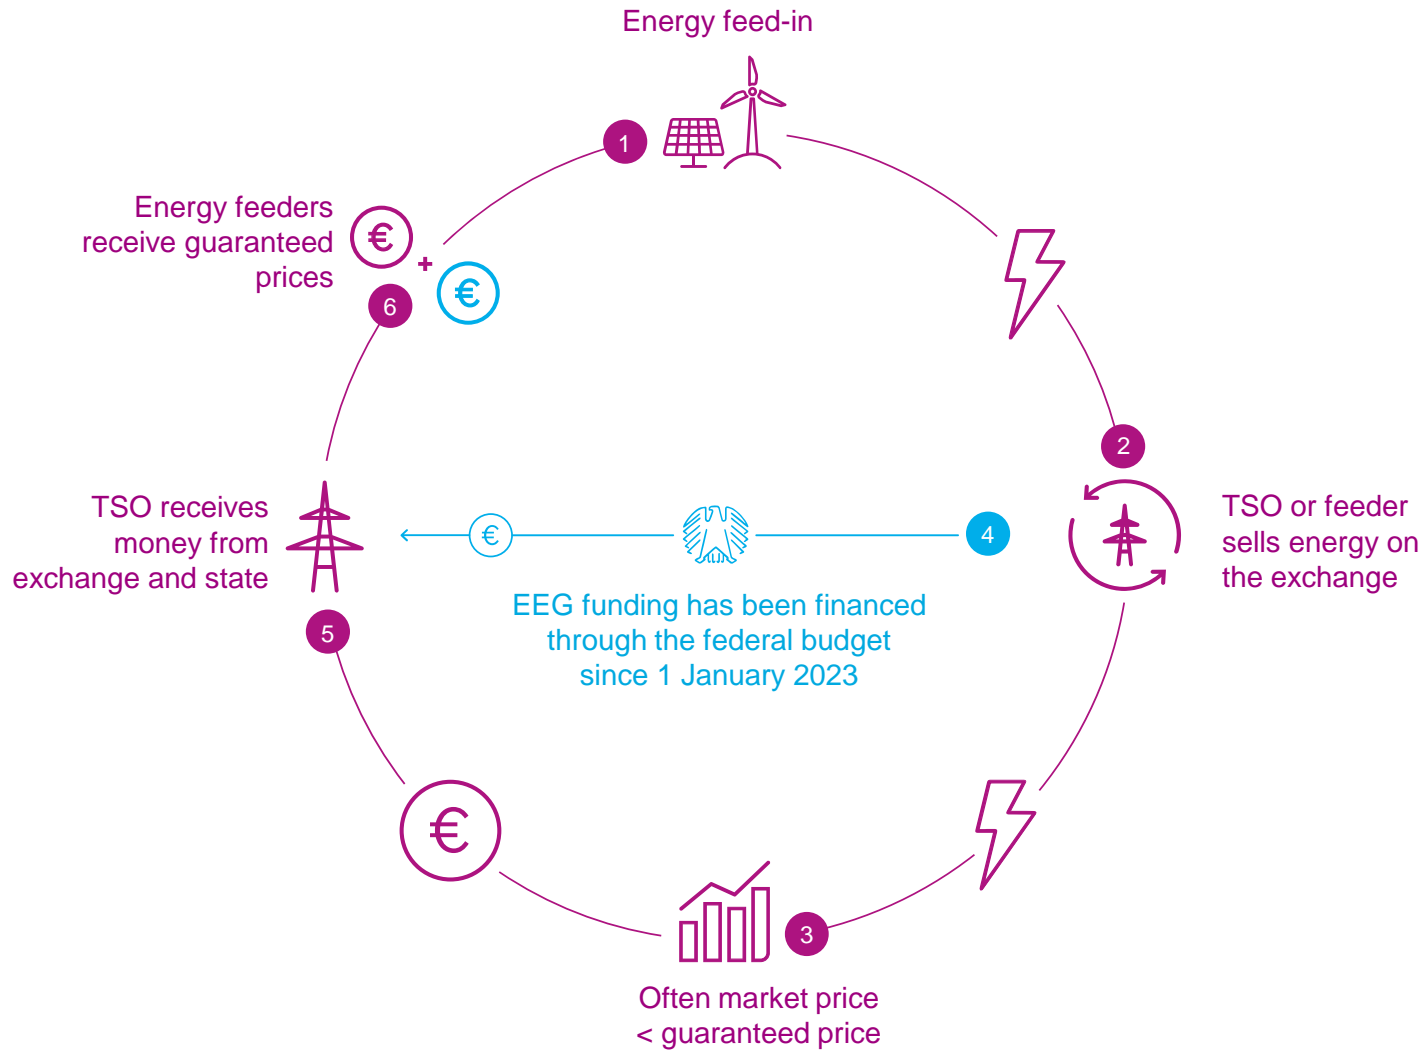 Energy feed-in
1
Energy feeders
receive guaranteed
prices
€
+
€
6
2
TSO or feeder
sells energy on
the exchange
TSO receives
money from
exchange and state
€
4
EEG funding has been financed
through the federal budget
since 1 January 2023
5
€
3
Often market price
< guaranteed price